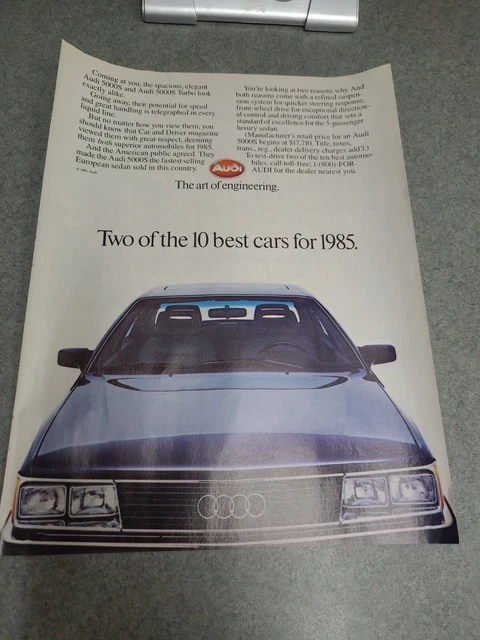 Coming at you, the spacious, elegant
Audi 5000S and Audi 5000S Turbo look
exactly alike.
Going away, their potential for speed
and great handling is telegraphed in every
liquid line.
But no matter how you view them, you
should know that Car and Driver magazine
viewed them with great respect, deeming
them both superior automobiles for 1985.
And the American public agreed. They
made the Audi 5000S the fastest selling
European sedan sold in this country.
© 1985 Audi
You're looking at two reasons why. And
both reasons come with a refined suspen-
sion system for quicker steering response,
front-wheel drive for exceptional direction-
al control and driving comfort that sets a
standard of excellence for the 5-passenger
luxury sedan.
(Manufacturer's retail price for an Audi
5000S begins at $17,710. Title, taxes,
trans., reg., dealer delivery charges add'l.)
To test-drive two of the ten best automo-
biles, call toll-free: 1-(800)-FOR-
AUDI for the dealer nearest you.
Audi
The art of engineering.
Two of the 10 best cars for 1985.